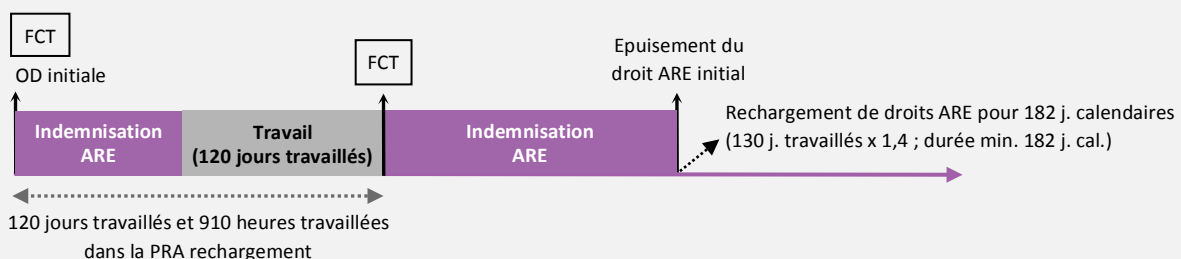 FCT
OD initiale
FCT
Epuisement du
droit ARE initial
Indemnisation
ARE
Travail
(120 jours travaillés)
Indemnisation
ARE
Rechargement de droits ARE pour 182 j. calendaires
(130 j. travaillés x 1,4 ; durée min. 182 j. cal.)
120 jours travaillés et 910 heures travaillées
dans la PRA rechargement